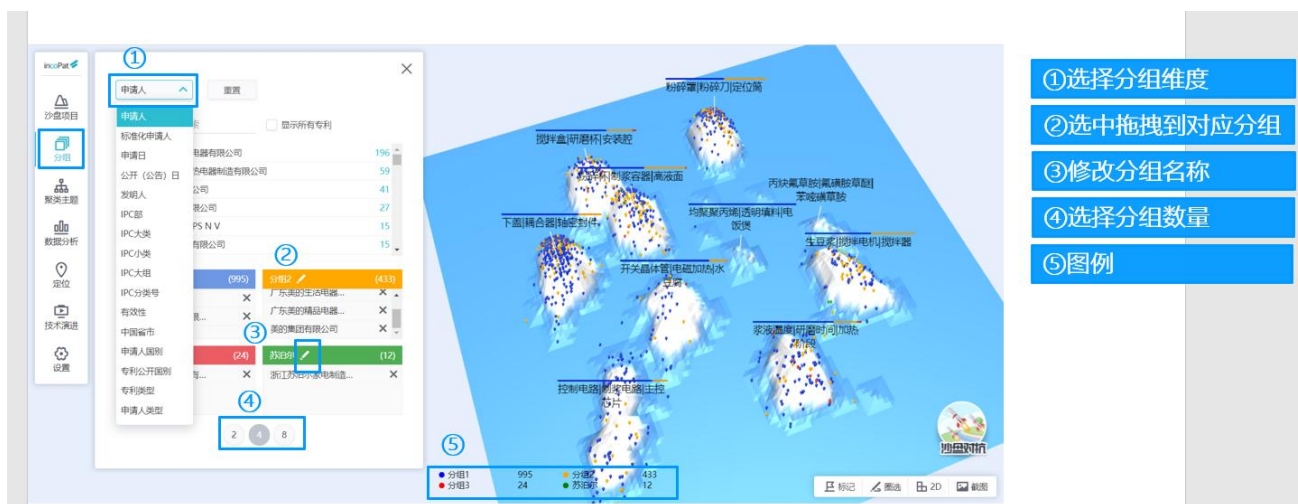 incoPat
沙盘项目
分组
聚类主题
数据分析
定位
技术演进
设置
①
申请人
重置
申请人
标准化申请人
申请日
公开（公告）日
发明人
IPC部
IPC大类
IPC小类
IPC大组
IPC分类号
有效性
中国省市
申请人国别
专利公开国别
专利类型
申请人类型
显示所有专利
电器有限公司 196
电器制造有限公司 59
公司 41
限公司 27
PS N V 15
有限公司 15
②
(995)
分组2 (433)
广东美的生活电器...
广东美的精品电器...
美的集团有限公司
③
(24)
苏泊尔 (12)
浙江苏泊尔家电制造...
④
2 4 8
粉碎罩|粉碎刀|定位筒
搅拌盒|研磨杯|安装腔
粉碎杯|制浆容器|高液面
丙炔氟草胺|氟磺胺草醚|
苯嘧磺草胺
均聚聚丙烯|透明填料|电
饭煲
下盖|耦合器|轴密封件
生豆浆|搅拌电机|搅拌器
开关晶体管|电磁加热|水
豆腐
浆液温度|研磨时间|加热
阶段
控制电路|制浆电路|主控
芯片
沙盘对抗
⑤
分组1 995 分组2 433
分组3 24 苏泊尔 12
标记 圈选 2D 截图
①选择分组维度
②选中拖拽到对应分组
③修改分组名称
④选择分组数量
⑤图例